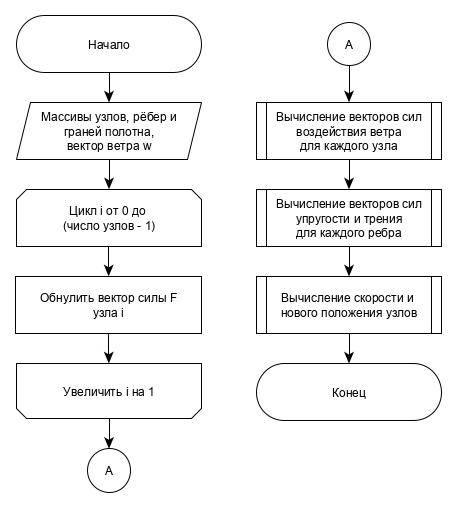 Начало
Массивы узлов, рёбер и
граней полотна,
вектор ветра w
Цикл i от 0 до
(число узлов - 1)
Обнулить вектор силы F
узла i
Увеличить i на 1
А
А
Вычисление векторов сил
воздействия ветра
для каждого узла
Вычисление векторов сил
упругости и трения
для каждого ребра
Вычисление скорости и
нового положения узлов
Конец